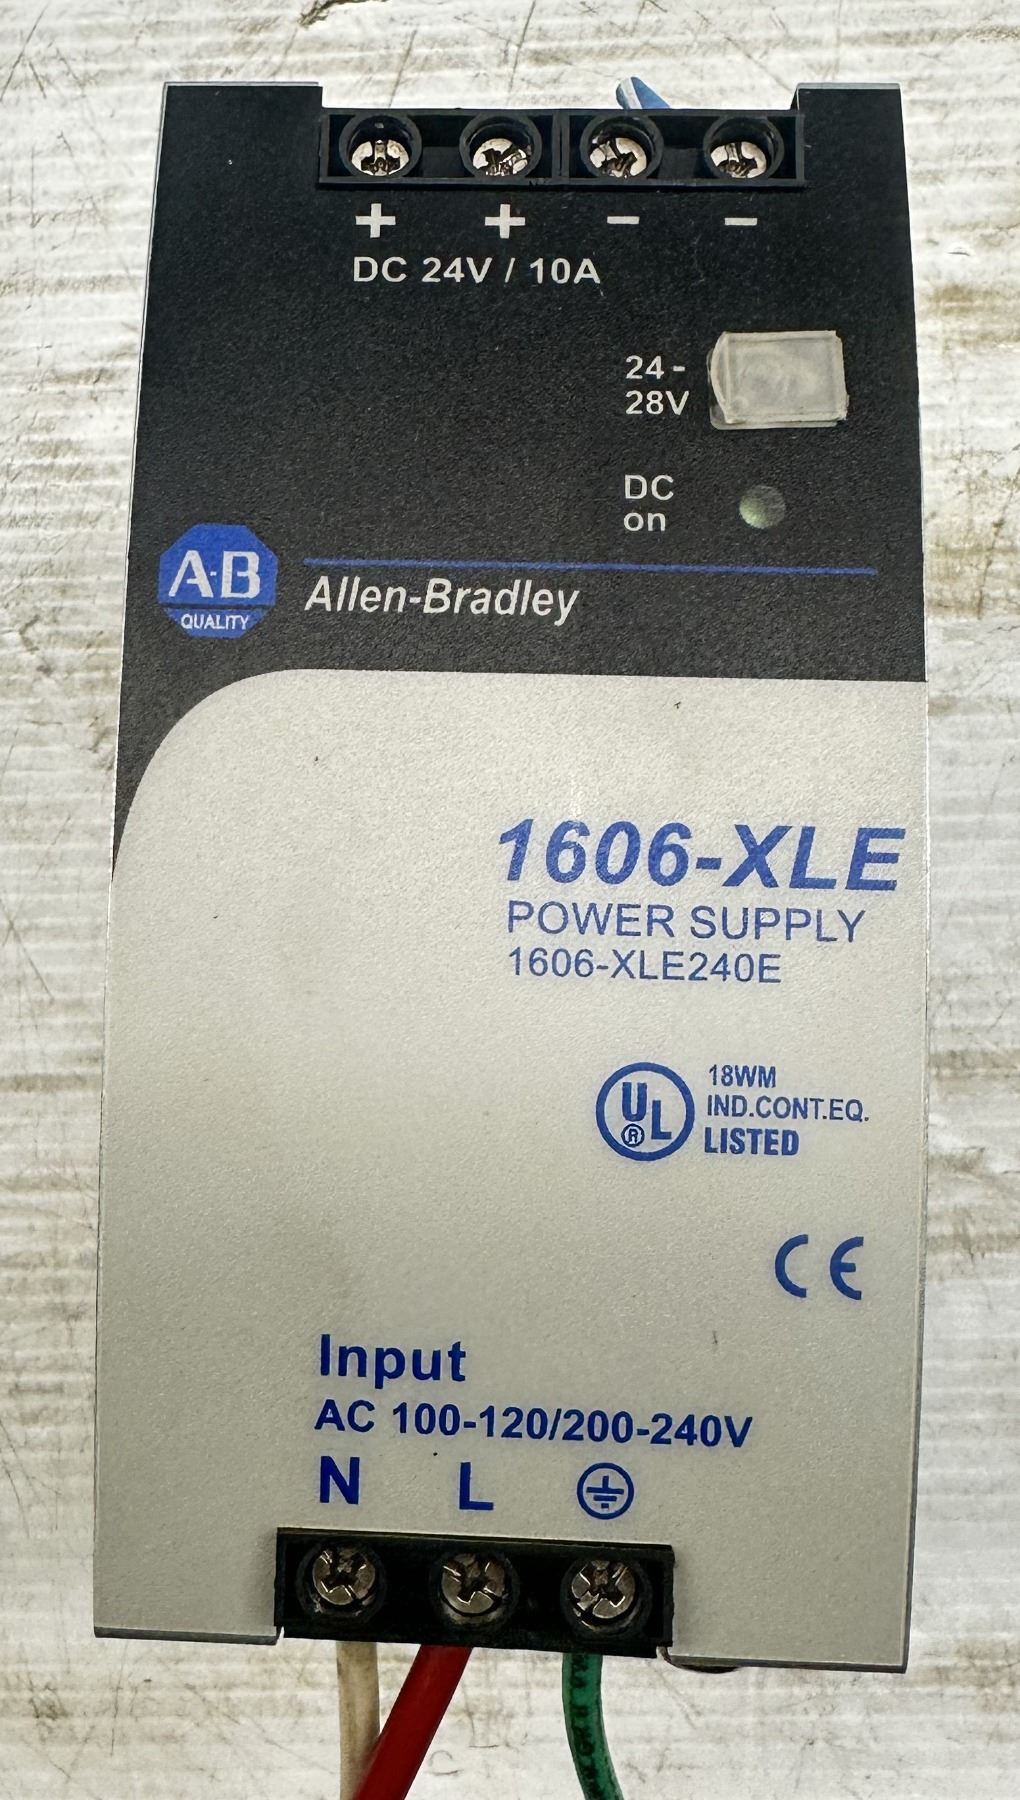 + + - -
DC 24V / 10A
24-
28V
DC
on
A-B
QUALITY
Allen-Bradley
1606-XLE
POWER SUPPLY
1606-XLE240E
UL
®
18WM
IND.CONT.EQ.
LISTED
CE
Input
AC 100-120/200-240V
N L